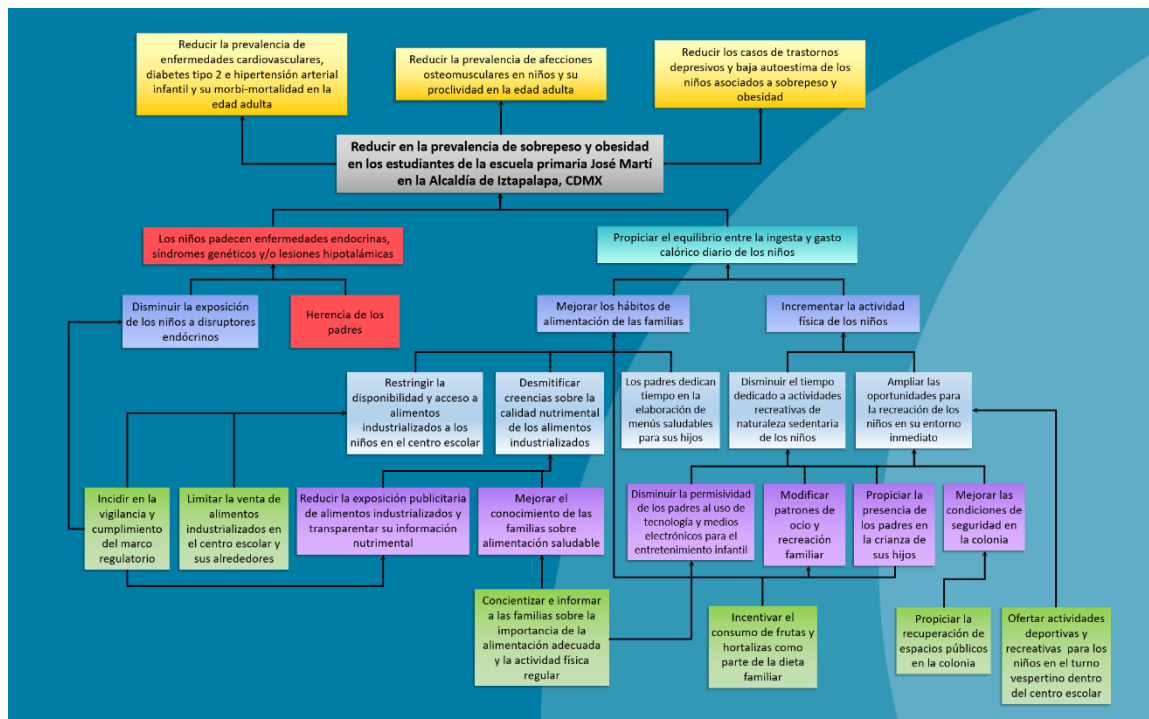 Reducir la prevalencia de
enfermedades cardiovasculares,
diabetes tipo 2 e hipertensión arterial
infantil y su morbi-mortalidad en la
edad adulta
Reducir la prevalencia de afecciones
osteomusculares en niños y su
proclividad en la edad adulta
Reducir los casos de trastornos
depresivos y baja autoestima de los
niños asociados a sobrepeso y
obesidad
Reducir en la prevalencia de sobrepeso y obesidad
en los estudiantes de la escuela primaria José Martí
en la Alcaldía de Iztapalapa, CDMX
Los niños padecen enfermedades endocrinas,
síndromes genéticos y/o lesiones hipotalámicas
Propiciar el equilibrio entre la ingesta y gasto
calórico diario de los niños
Disminuir la exposición
de los niños a disruptores
endócrinos
Herencia de los
padres
Mejorar los hábitos de
alimentación de las familias
Incrementar la actividad
física de los niños
Restringir la
disponibilidad y acceso a
alimentos
industrializados a los
niños en el centro escolar
Desmitificar
creencias sobre la
calidad nutrimental
de los alimentos
industrializados
Los padres dedican
tiempo en la
elaboración de
menús saludables
para sus hijos
Disminuir el tiempo
dedicado a actividades
recreativas de
naturaleza sedentaria
de los niños
Ampliar las
oportunidades para
la recreación de los
niños en su entorno
inmediato
Incidir en la
vigilancia y
cumplimiento
del marco
regulatorio
Limitar la venta de
alimentos
industrializados en
el centro escolar y
sus alrededores
Reducir la exposición publicitaria
de alimentos industrializados y
transparentar su información
nutrimental
Mejorar el
conocimiento de las
familias sobre
alimentación saludable
Disminuir la permisividad
de los padres al uso de
tecnología y medios
electrónicos para el
entretenimiento infantil
Modificar
patrones de
ocio y
recreación
familiar
Propiciar la
presencia de
los padres en
la crianza de
sus hijos
Mejorar las
condiciones
de seguridad en
la colonia
Concientizar e informar
a las familias sobre la
importancia de la
alimentación adecuada
y la actividad física
regular
Incentivar el
consumo de frutas y
hortalizas como
parte de la dieta
familiar
Propiciar la
recuperación de
espacios públicos
en la colonia
Ofertar actividades
deportivas y
recreativas para los
niños en el turno
vespertino dentro
del centro escolar